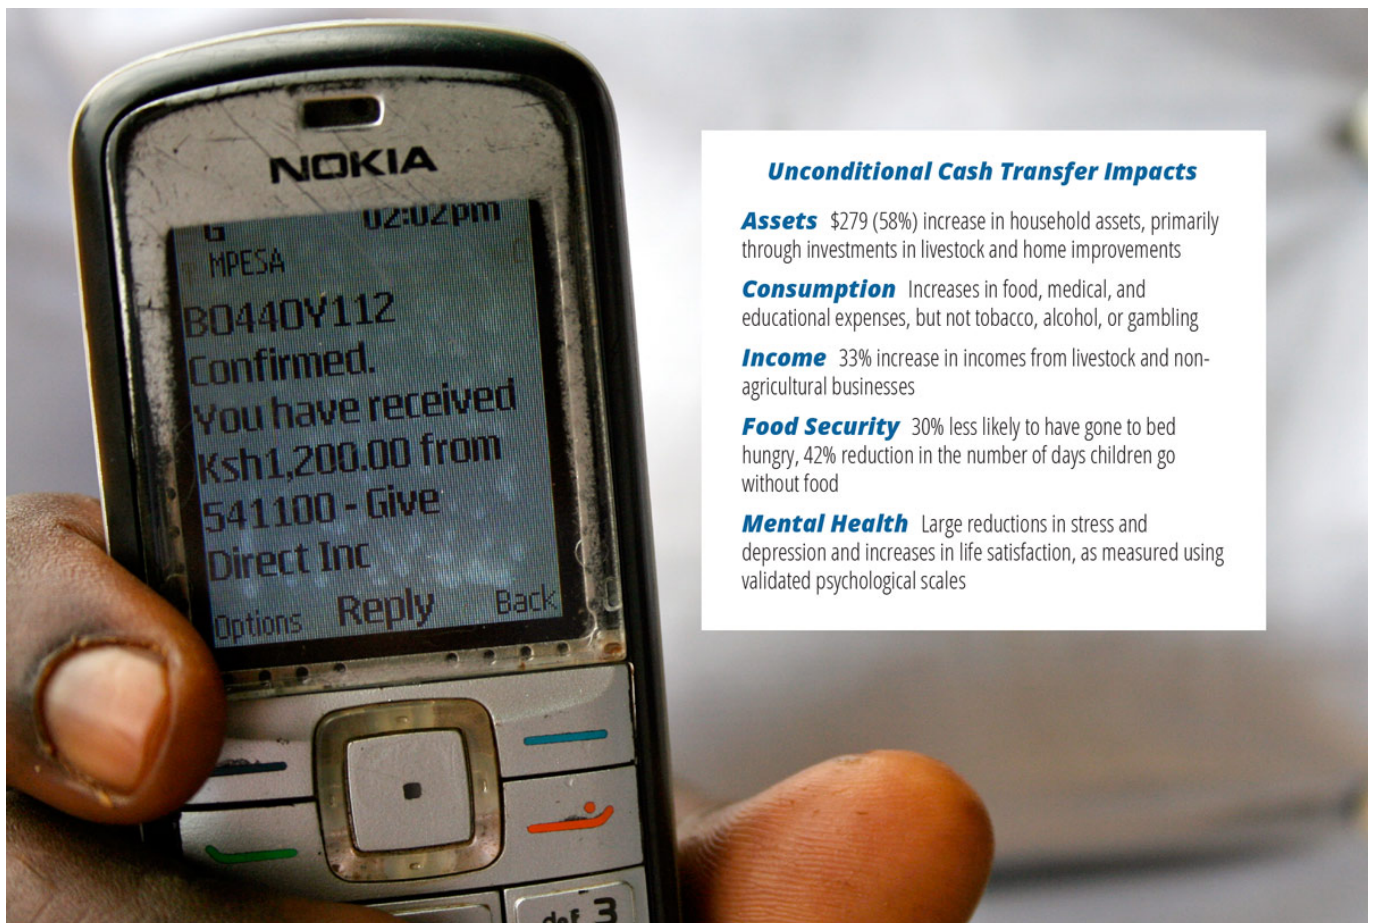 NOKIA
G 02:02pm
MPESA
BO440V112
Confirmed.
You have received
Ksh1,200.00 from
541100 - Give
Direct Inc
Options Reply Back
def 3
Unconditional Cash Transfer Impacts
Assets $279 (58%) increase in household assets, primarily
through investments in livestock and home improvements
Consumption Increases in food, medical, and
educational expenses, but not tobacco, alcohol, or gambling
Income 33% increase in incomes from livestock and non-
agricultural businesses
Food Security 30% less likely to have gone to bed
hungry, 42% reduction in the number of days children go
without food
Mental Health Large reductions in stress and
depression and increases in life satisfaction, as measured using
validated psychological scales